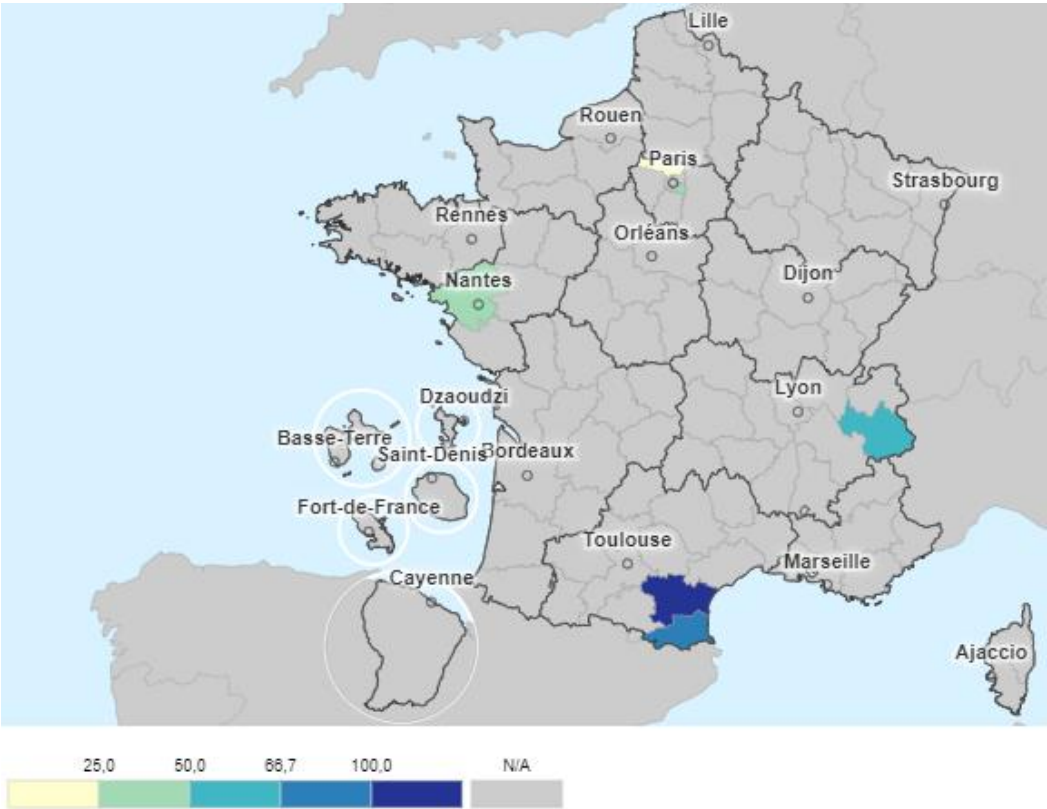 Lille
Rouen
Paris
Strasbourg
Rennes
Orléans
Dijon
Nantes
Lyon
Dzaoudzi
Basse-Terre
Saint-Denis
Bordeaux
Fort-de-France
Toulouse
Marseille
Cayenne
Ajaccio
25,0 50,0 66,7 100,0 N/A